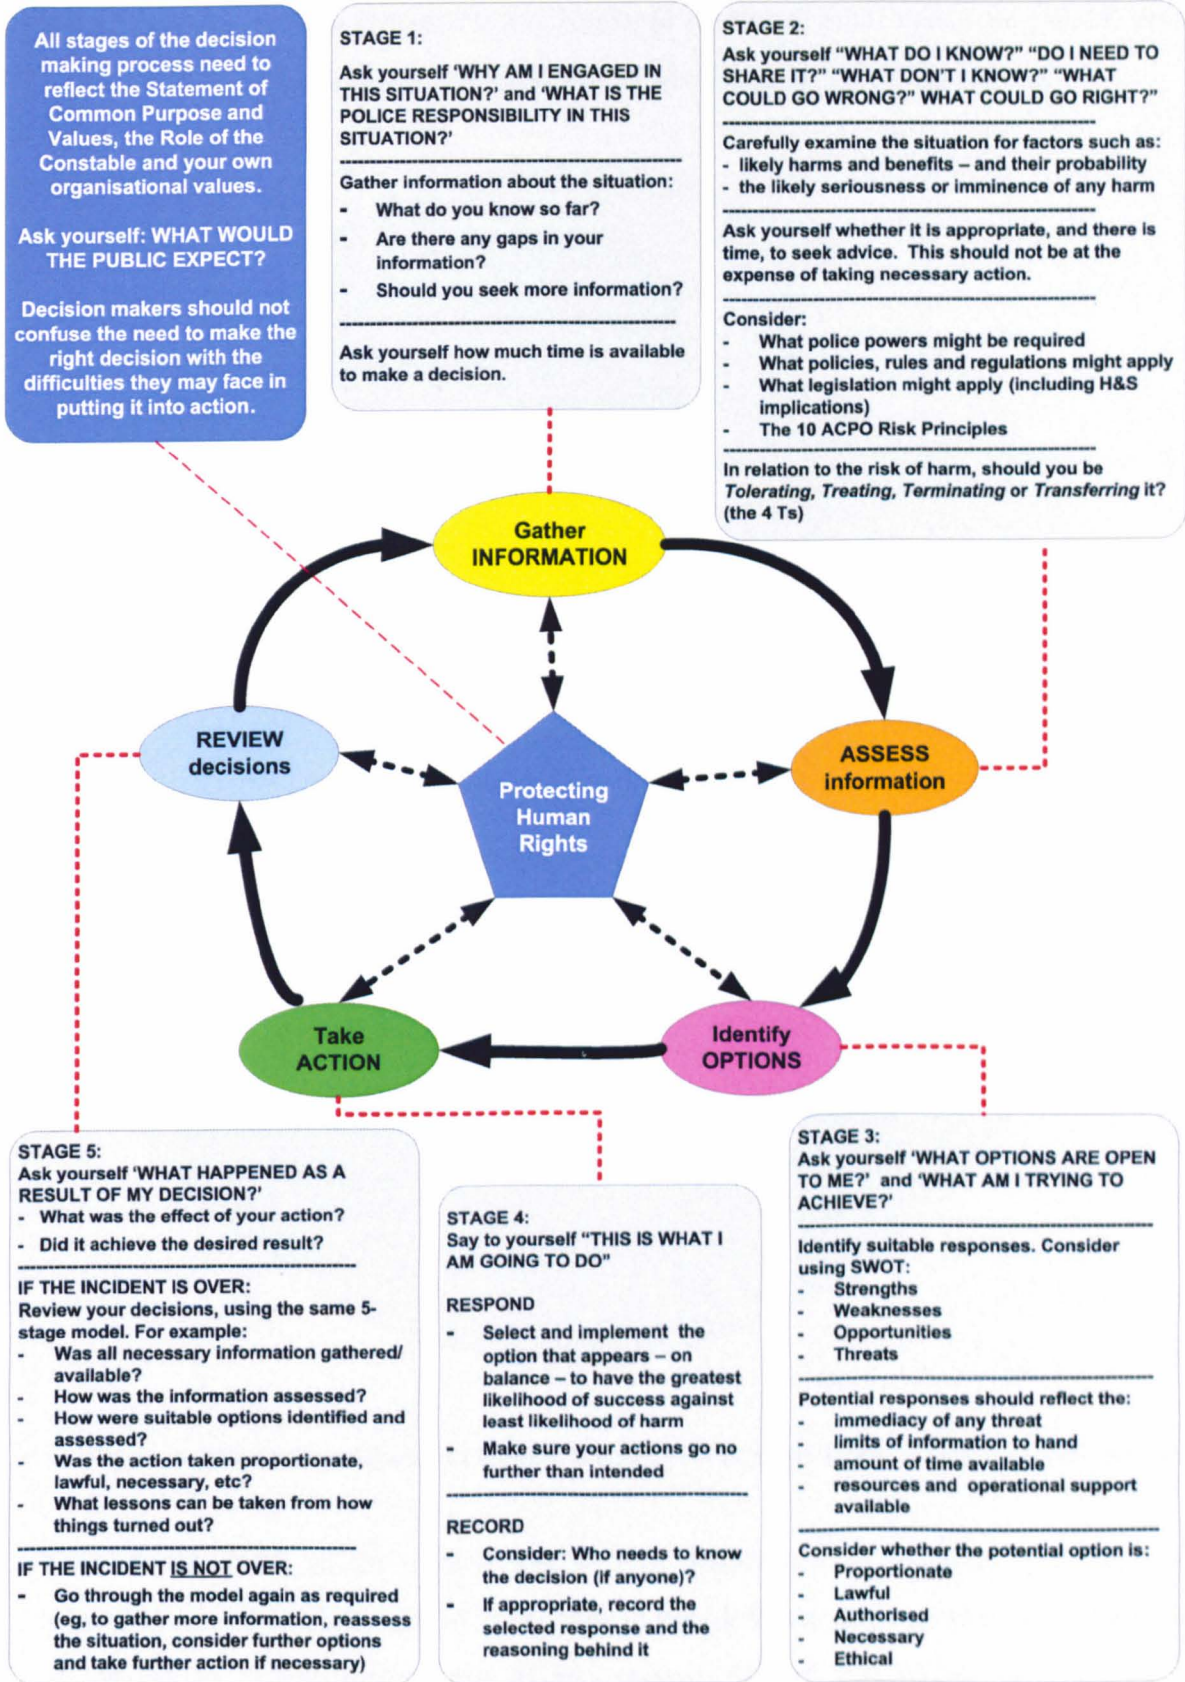 All stages of the decision
making process need to
reflect the Statement of
Common Purpose and
Values, the Role of the
Constable and your own
organisational values.
Ask yourself: WHAT WOULD
THE PUBLIC EXPECT?
Decision makers should not
confuse the need to make the
right decision with the
difficulties they may face in
putting it into action.
STAGE 1:
Ask yourself ‘WHY AM I ENGAGED IN
THIS SITUATION?’ and ‘WHAT IS THE
POLICE RESPONSIBILITY IN THIS
SITUATION?’
Gather information about the situation:
- What do you know so far?
- Are there any gaps in your
information?
- Should you seek more information?
Ask yourself how much time is available
to make a decision.
STAGE 2:
Ask yourself “WHAT DO I KNOW?” “DO I NEED TO
SHARE IT?” “WHAT DON’T I KNOW?” “WHAT
COULD GO WRONG?” WHAT COULD GO RIGHT?”
Carefully examine the situation for factors such as:
- likely harms and benefits – and their probability
- the likely seriousness or imminence of any harm
Ask yourself whether it is appropriate, and there is
time, to seek advice. This should not be at the
expense of taking necessary action.
Consider:
- What police powers might be required
- What policies, rules and regulations might apply
- What legislation might apply (including H&S
implications)
- The 10 ACPO Risk Principles
In relation to the risk of harm, should you be
Tolerating, Treating, Terminating or Transferring it?
(the 4 Ts)
Gather
INFORMATION
REVIEW
decisions
ASSESS
information
Protecting
Human
Rights
Take
ACTION
Identify
OPTIONS
STAGE 5:
Ask yourself ‘WHAT HAPPENED AS A
RESULT OF MY DECISION?’
- What was the effect of your action?
- Did it achieve the desired result?
IF THE INCIDENT IS OVER:
Review your decisions, using the same 5-
stage model. For example:
- Was all necessary information gathered/
available?
- How was the information assessed?
- How were suitable options identified and
assessed?
- Was the action taken proportionate,
lawful, necessary, etc?
- What lessons can be taken from how
things turned out?
IF THE INCIDENT IS NOT OVER:
- Go through the model again as required
(eg, to gather more information, reassess
the situation, consider further options
and take further action if necessary)
STAGE 4:
Say to yourself “THIS IS WHAT I
AM GOING TO DO”
RESPOND
- Select and implement the
option that appears – on
balance – to have the greatest
likelihood of success against
least likelihood of harm
- Make sure your actions go no
further than intended
RECORD
- Consider: Who needs to know
the decision (if anyone)?
- If appropriate, record the
selected response and the
reasoning behind it
STAGE 3:
Ask yourself ‘WHAT OPTIONS ARE OPEN
TO ME?’ and ‘WHAT AM I TRYING TO
ACHIEVE?’
Identify suitable responses. Consider
using SWOT:
- Strengths
- Weaknesses
- Opportunities
- Threats
Potential responses should reflect the:
- immediacy of any threat
- limits of information to hand
- amount of time available
- resources and operational support
available
Consider whether the potential option is:
- Proportionate
- Lawful
- Authorised
- Necessary
- Ethical